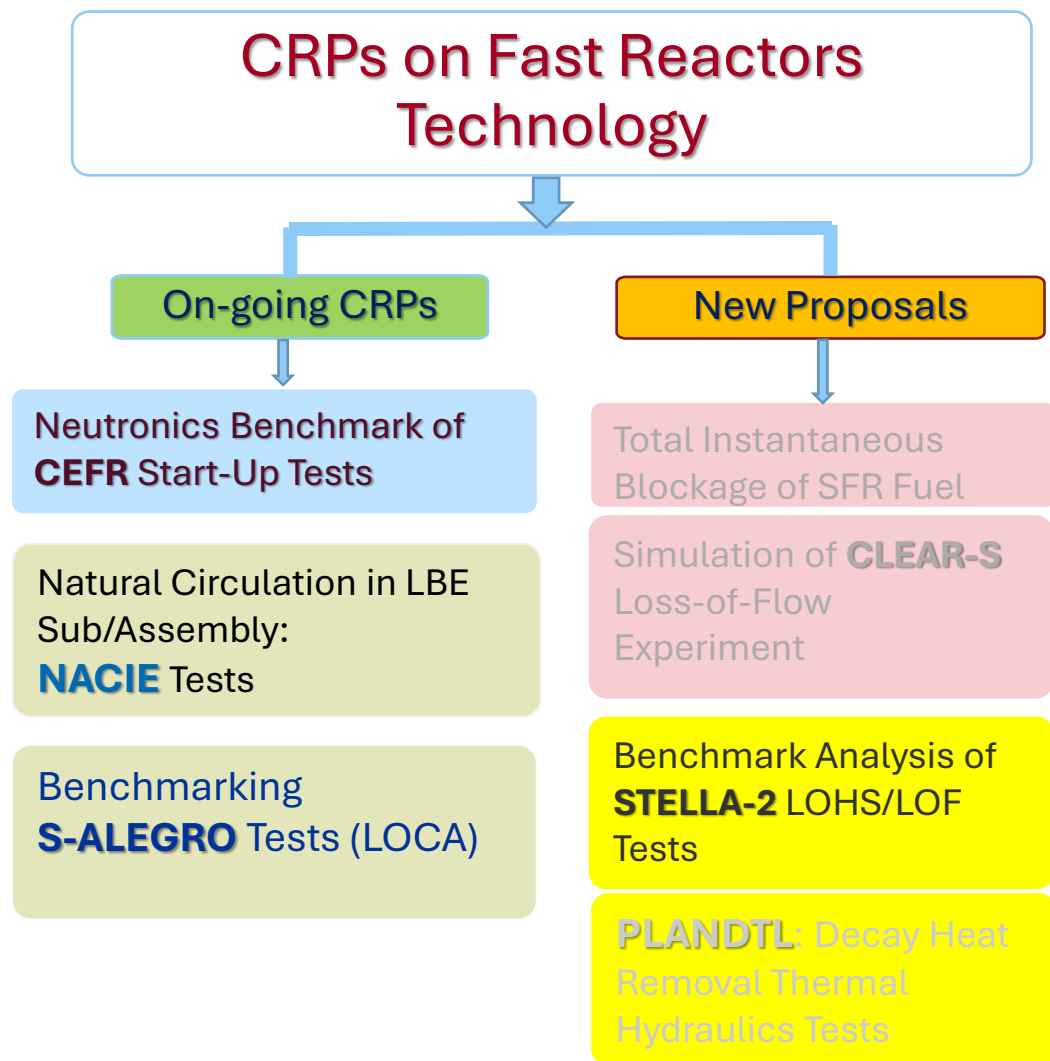 CRPs on Fast Reactors
Technology
On-going CRPs
Neutronics Benchmark of
CEFR Start-Up Tests
Natural Circulation in LBE
Sub/Assembly:
NACIE Tests
Benchmarking
S-ALEGRO Tests (LOCA)
New Proposals
Total Instantaneous
Blockage of SFR Fuel
Simulation of CLEAR-S
Loss-of-Flow
Experiment
Benchmark Analysis of
STELLA-2 LOHS/LOF
Tests
PLANDTL: Decay Heat
Removal Thermal
Hydraulics Tests